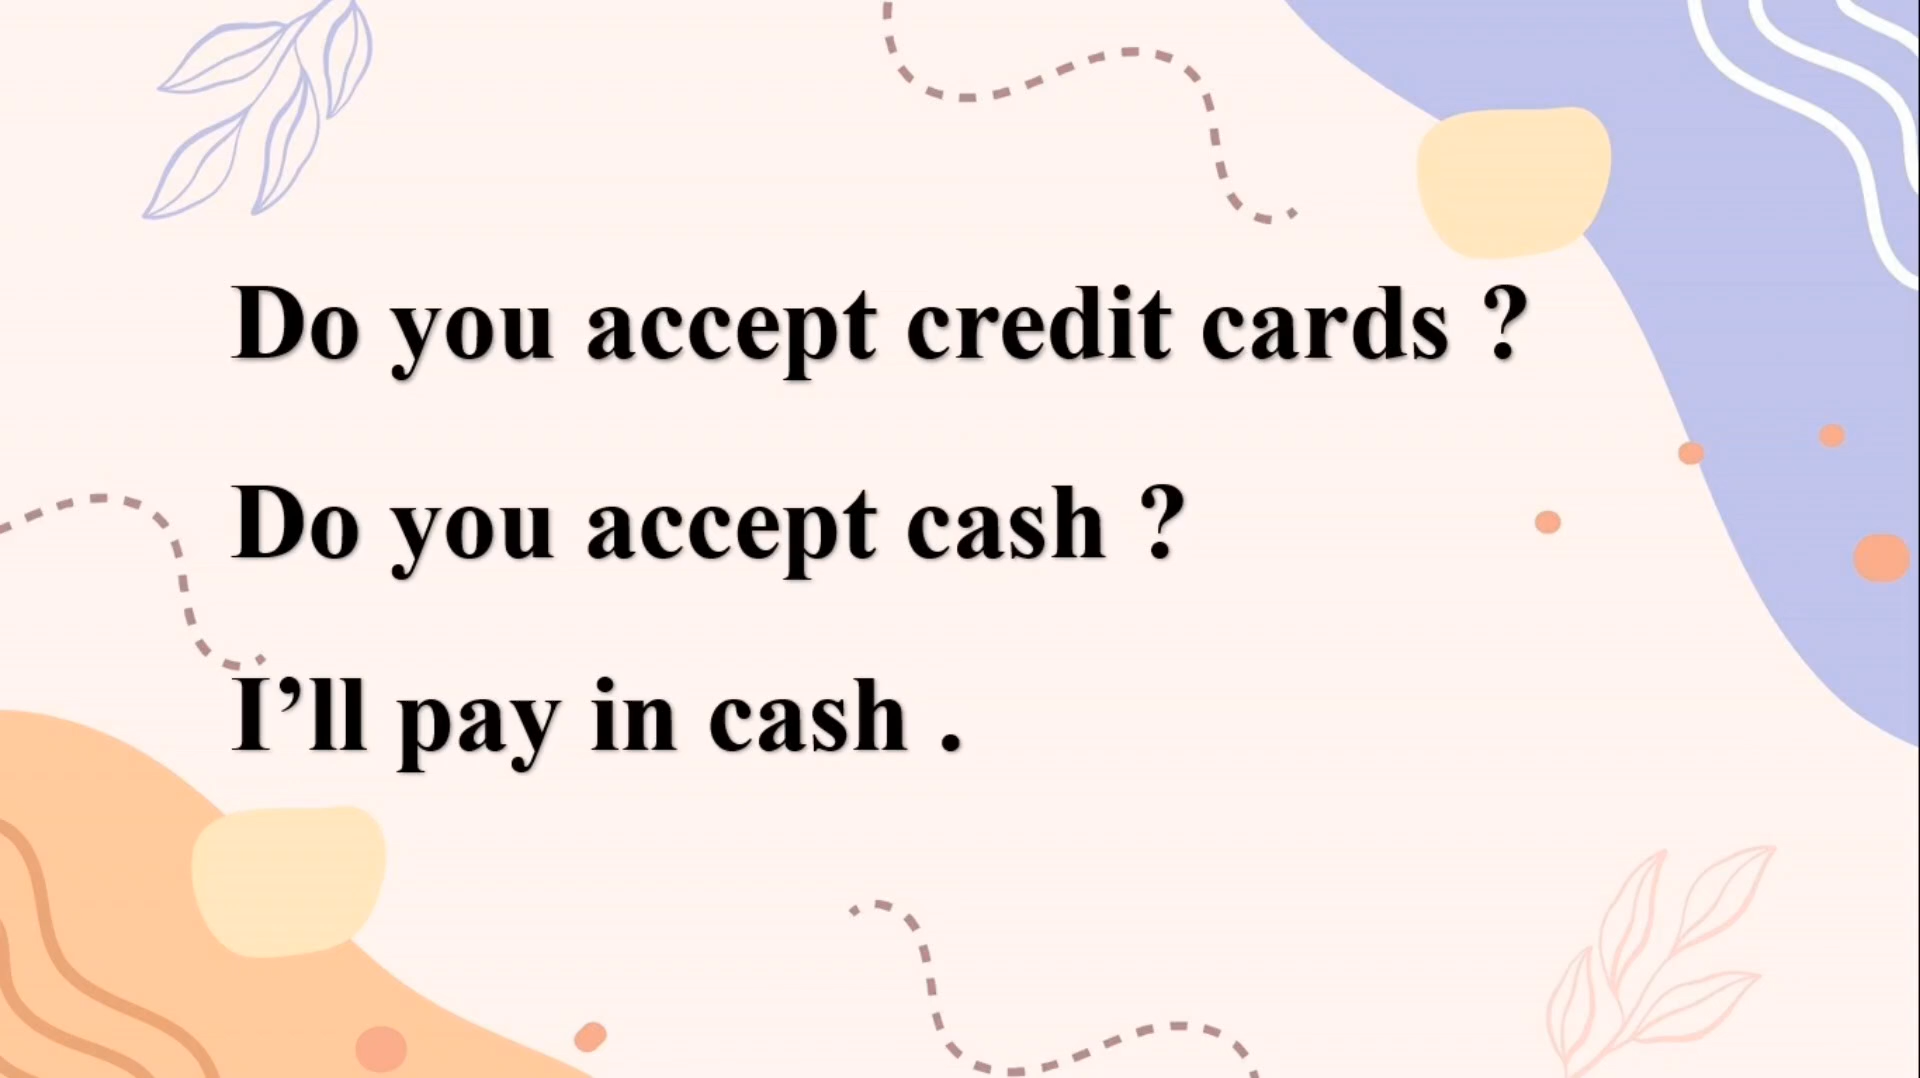 Do you accept credit cards ?
Do you accept cash ?
I’ll pay in cash .